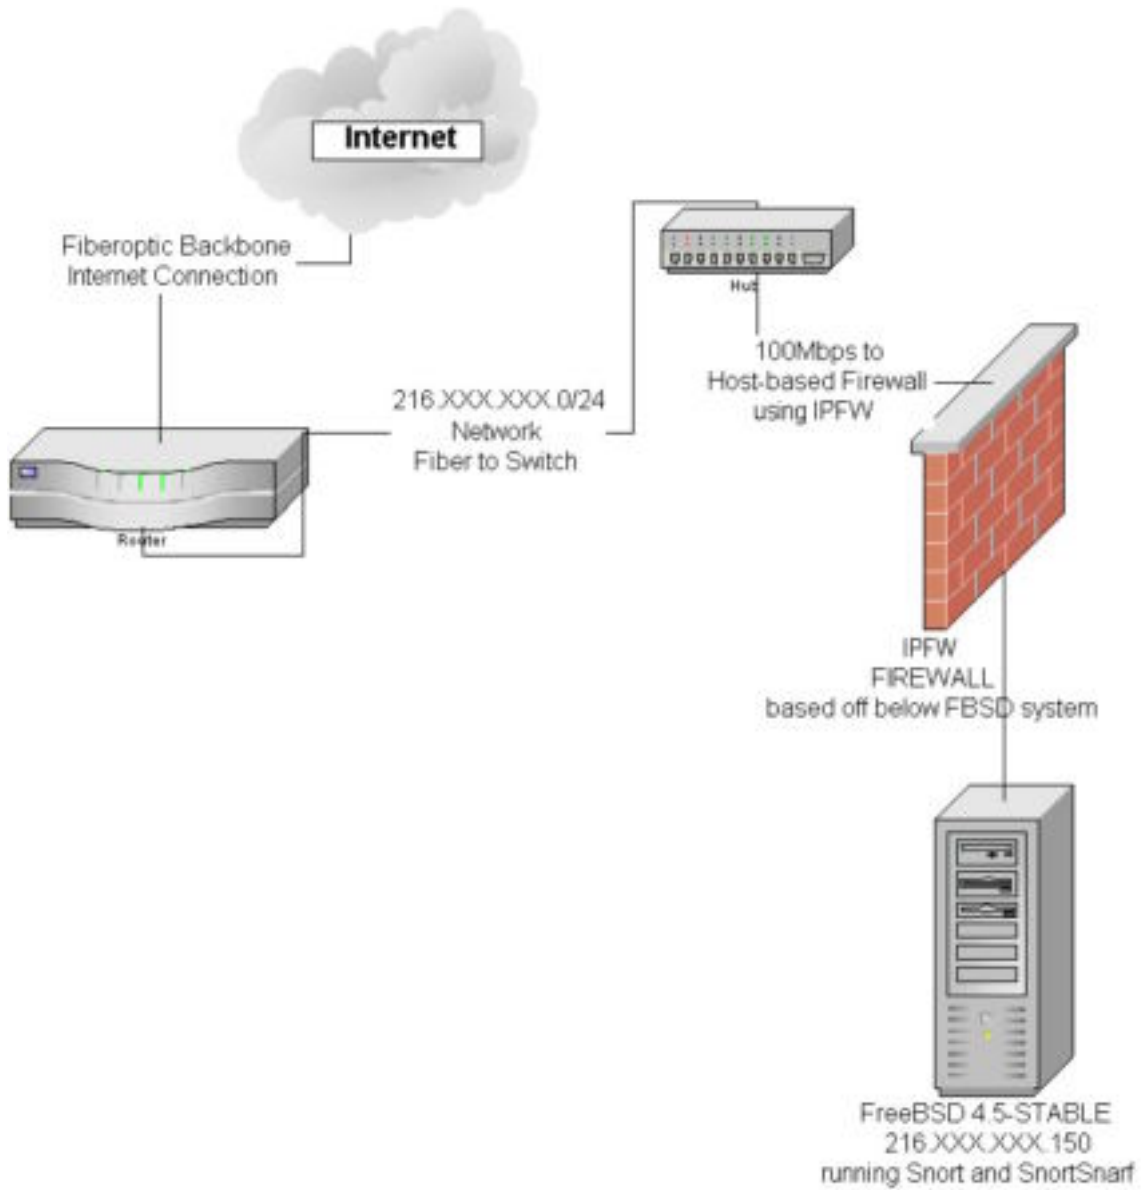 Internet
Fiberoptic Backbone
Internet Connection
Hub
100Mbps to
Host-based Firewall
using IPFW
216.XXX.XXX.0/24
Network
Fiber to Switch
Router
IPFW
FIREWALL
based off below FBSD system
FreeBSD 4.5-STABLE
216.XXX.XXX.150
running Snort and SnortSnarf